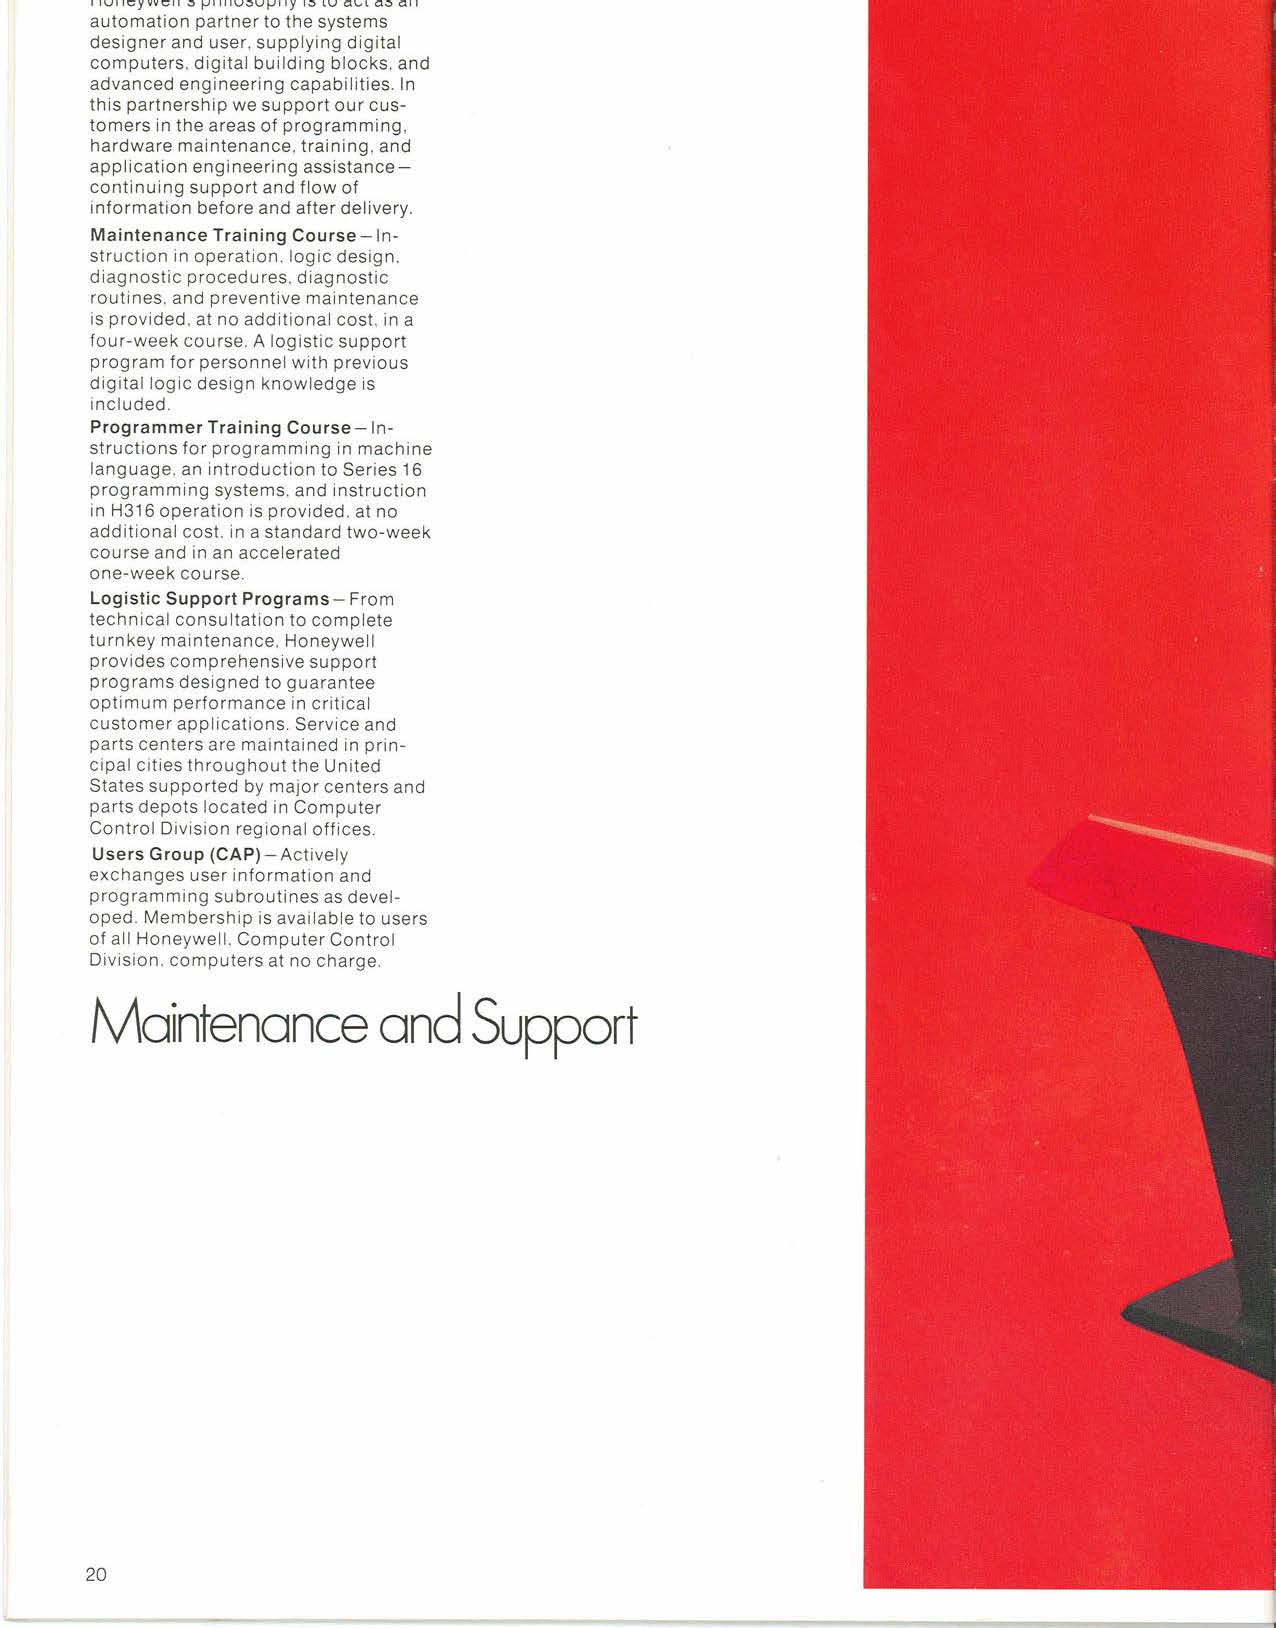 Honeywell's philosophy is to act as an
automation partner to the systems
designer and user, supplying digital
computers, digital building blocks, and
advanced engineering capabilities. In
this partnership we support our cus-
tomers in the areas of programming,
hardware maintenance, training, and
application engineering assistance—
continuing support and flow of
information before and after delivery.
Maintenance Training Course—In-
struction in operation, logic design,
diagnostic procedures, diagnostic
routines, and preventive maintenance
is provided, at no additional cost, in a
four-week course. A logistic support
program for personnel with previous
digital logic design knowledge is
included.
Programmer Training Course—In-
structions for programming in machine
language, an introduction to Series 16
programming systems, and instruction
in H316 operation is provided, at no
additional cost, in a standard two-week
course and in an accelerated
one-week course.
Logistic Support Programs—From
technical consultation to complete
turnkey maintenance, Honeywell
provides comprehensive support
programs designed to guarantee
optimum performance in critical
customer applications. Service and
parts centers are maintained in prin-
cipal cities throughout the United
States supported by major centers and
parts depots located in Computer
Control Division regional offices.
Users Group (CAP)—Actively
exchanges user information and
programming subroutines as devel-
oped. Membership is available to users
of all Honeywell, Computer Control
Division, computers at no charge.
Maintenance and Support
20